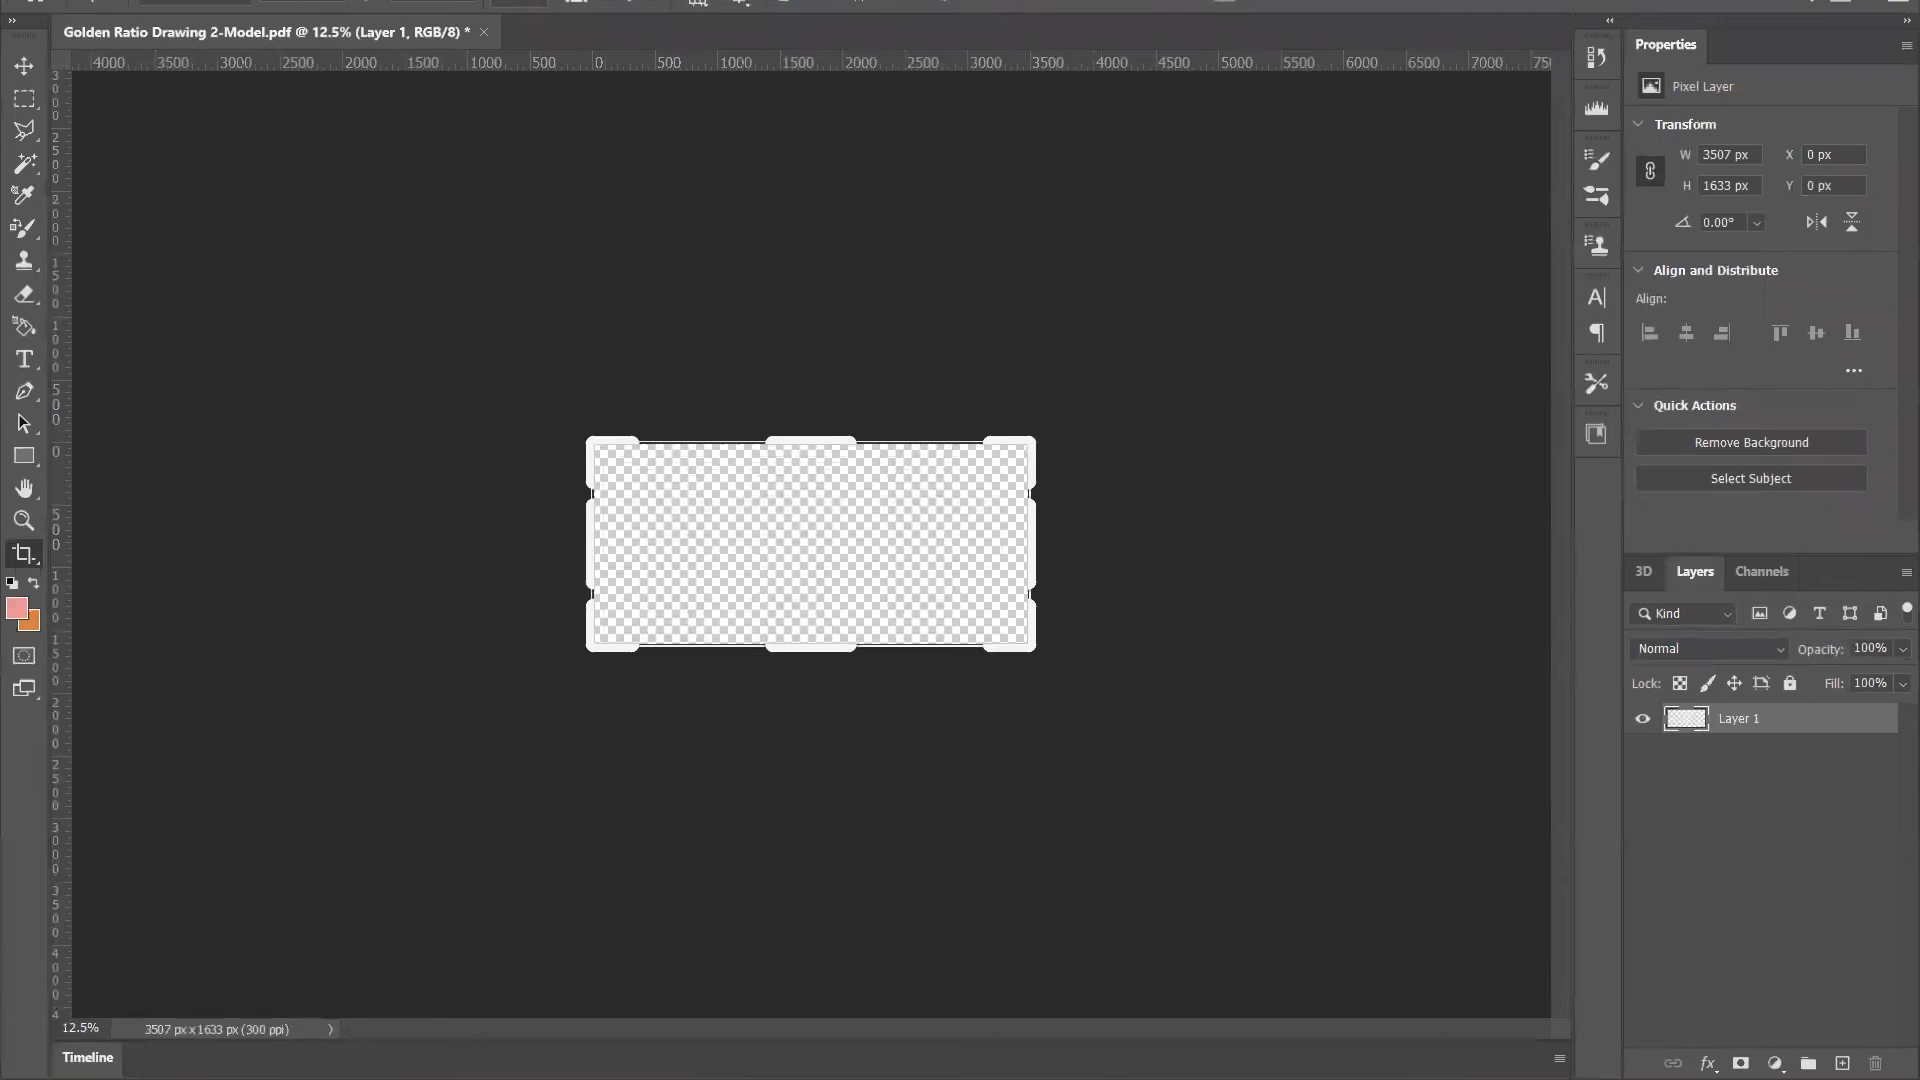 Golden Ratio Drawing 2-Model.pdf @ 12.5% (Layer 1, RGB/8) *
4000 3500 3000 2500 2000 1500 1000 500 0 500 1000 1500 2000 2500 3000 3500 4000 4500 5000 5500 6000 6500 7000
Properties
Pixel Layer
Transform
W 3507 px X 0 px
H 1633 px Y 0 px
0.00°
Align and Distribute
Align:
Quick Actions
Remove Background
Select Subject
3D Layers Channels
Kind
Normal Opacity: 100%
Lock: Fill: 100%
Layer 1
12.5% 3507 px x 1633 px (300 ppi)
Timeline